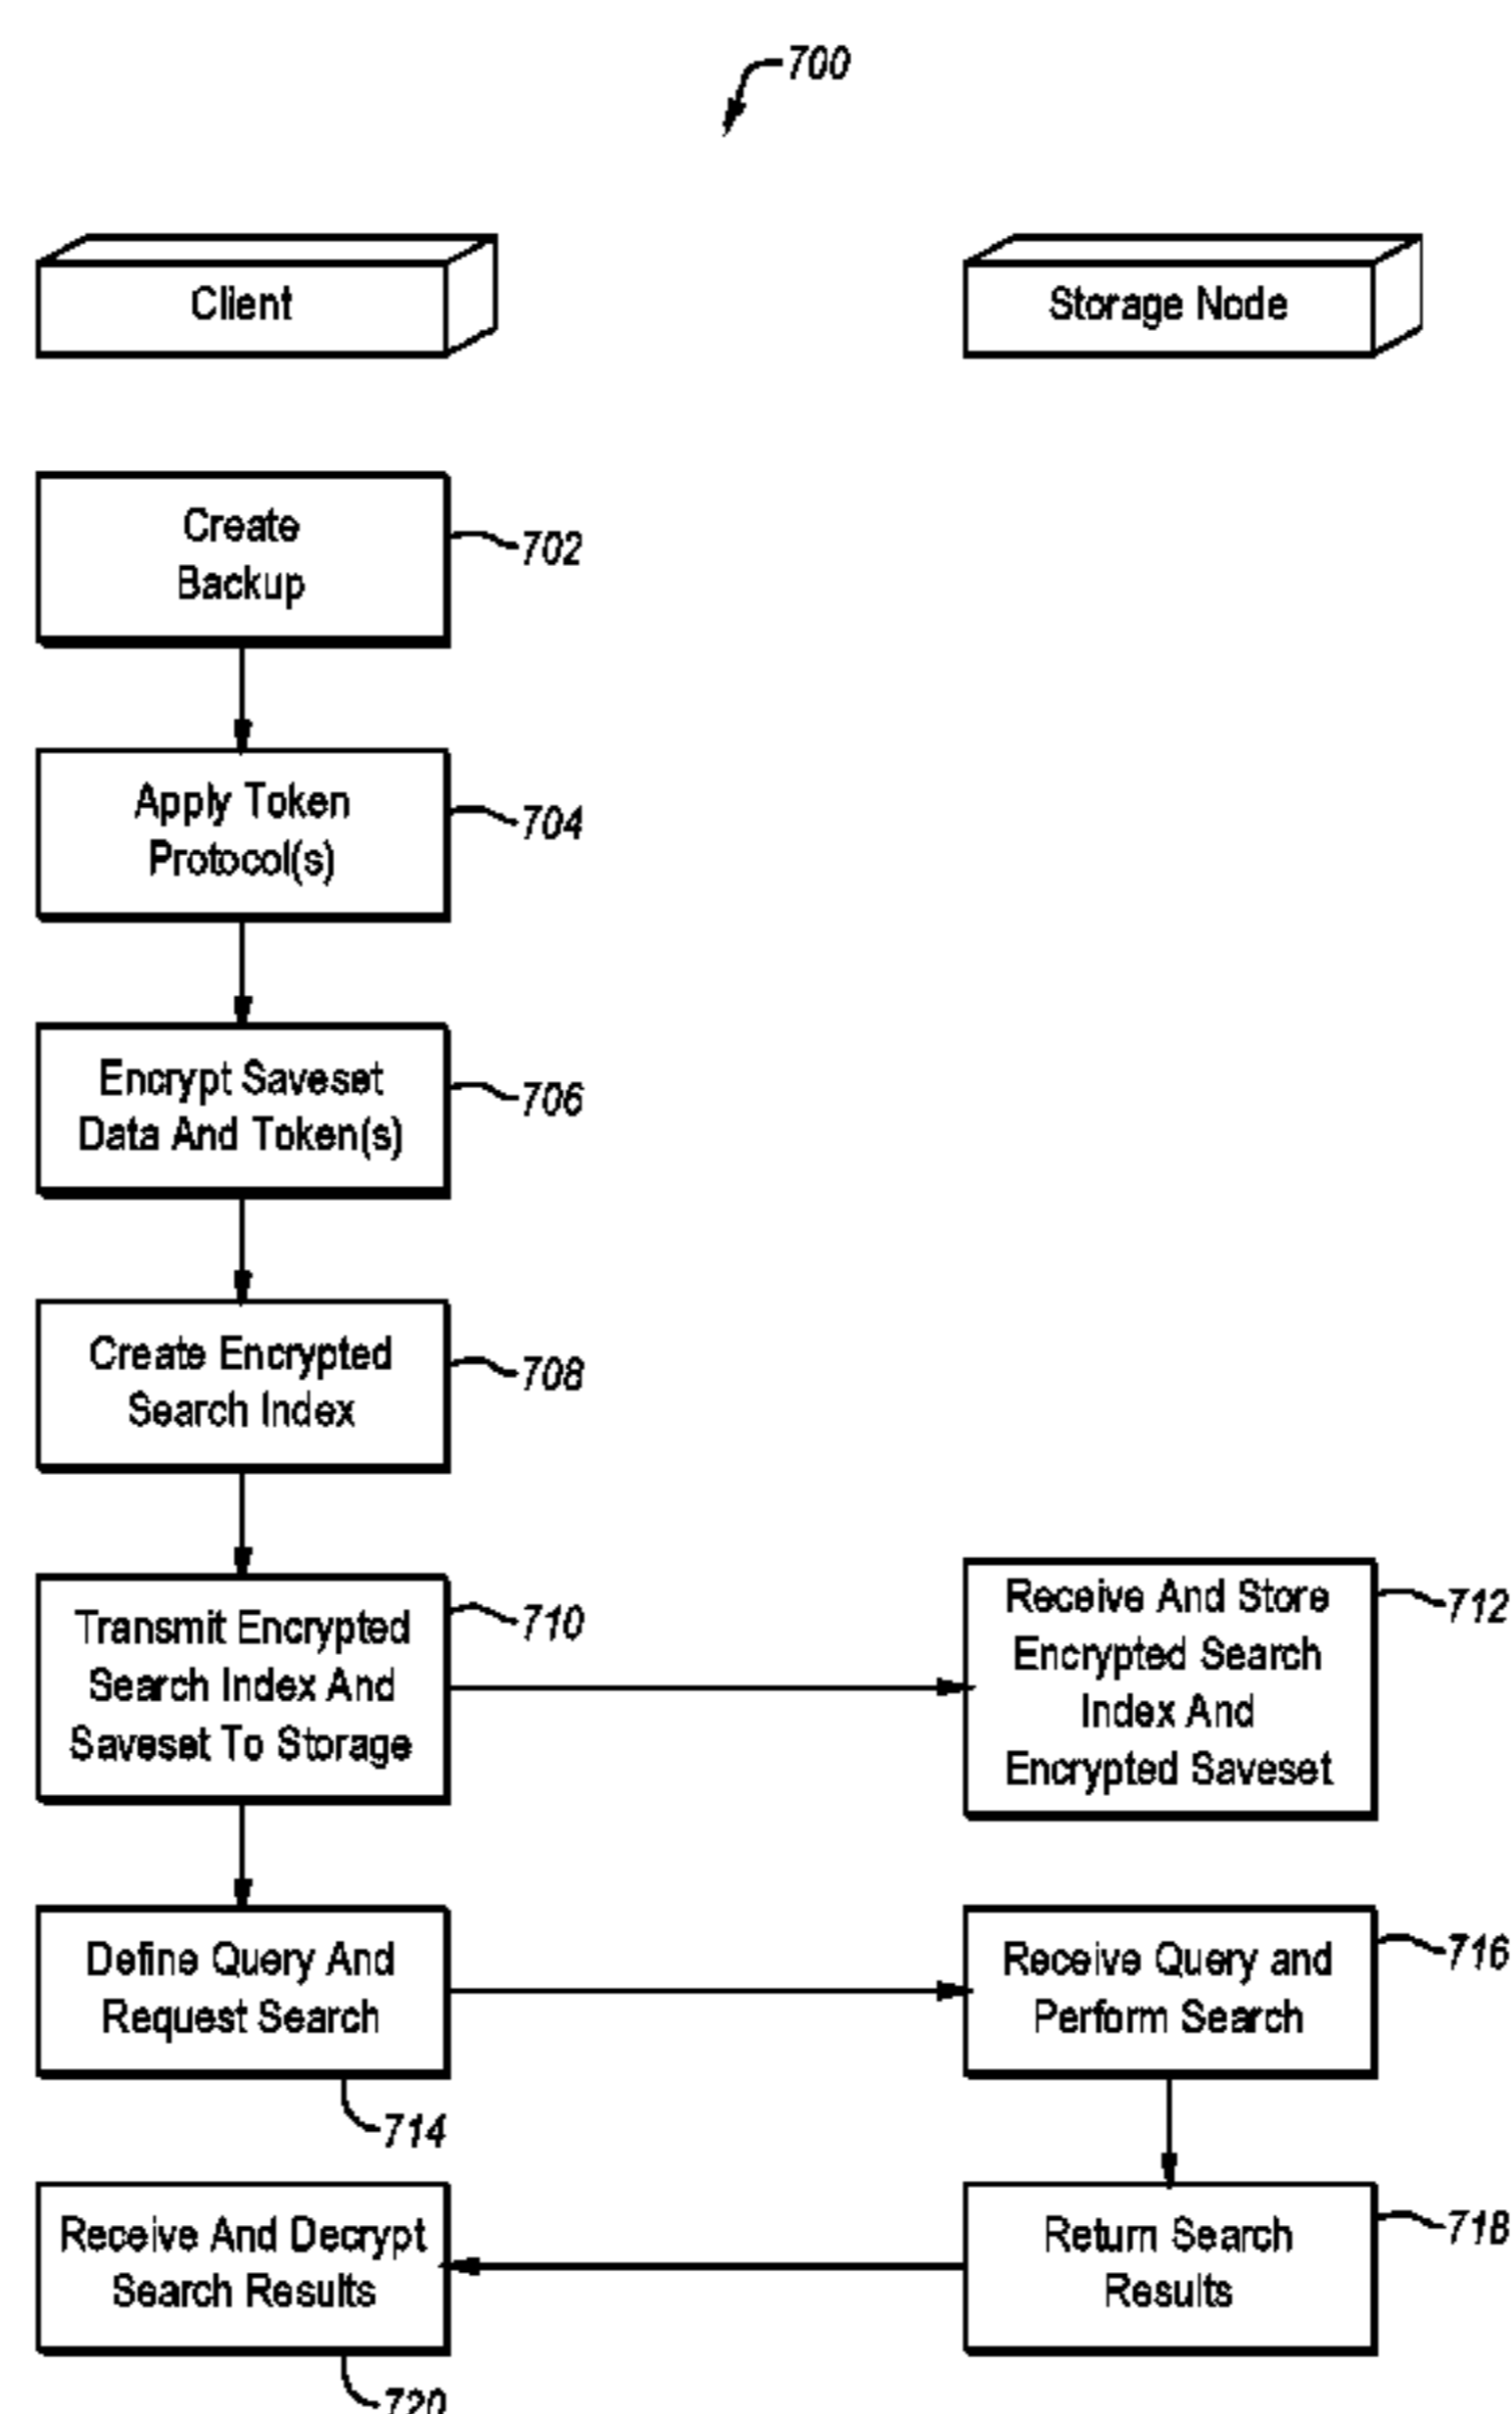 700
Client
Storage Node
Create
Backup
702
Apply Token
Protocol(s)
704
Encrypt Saveset
Data And Token(s)
706
Create Encrypted
Search Index
708
Transmit Encrypted
Search Index And
Saveset To Storage
710
Receive And Store
Encrypted Search
Index And
Encrypted Saveset
712
Define Query And
Request Search
714
Receive Query and
Perform Search
716
Return Search
Results
718
Receive And Decrypt
Search Results
720